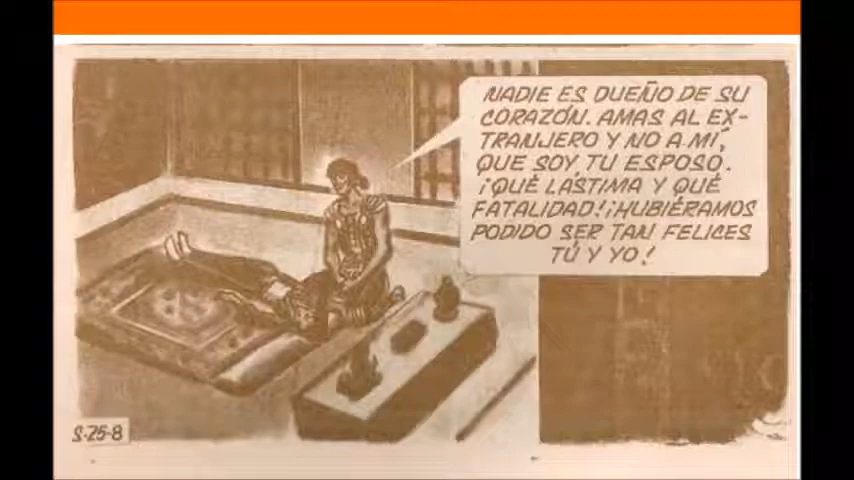 NADIE ES DUEÑO DE SU
CORAZÓN. AMAS AL EX-
TRANJERO Y NO A MÍ,
QUE SOY TU ESPOSO.
¡QUÉ LÁSTIMA Y QUÉ
FATALIDAD! ¡HUBIÉRAMOS
PODIDO SER TAN FELICES
TÚ Y YO!
S-25-8